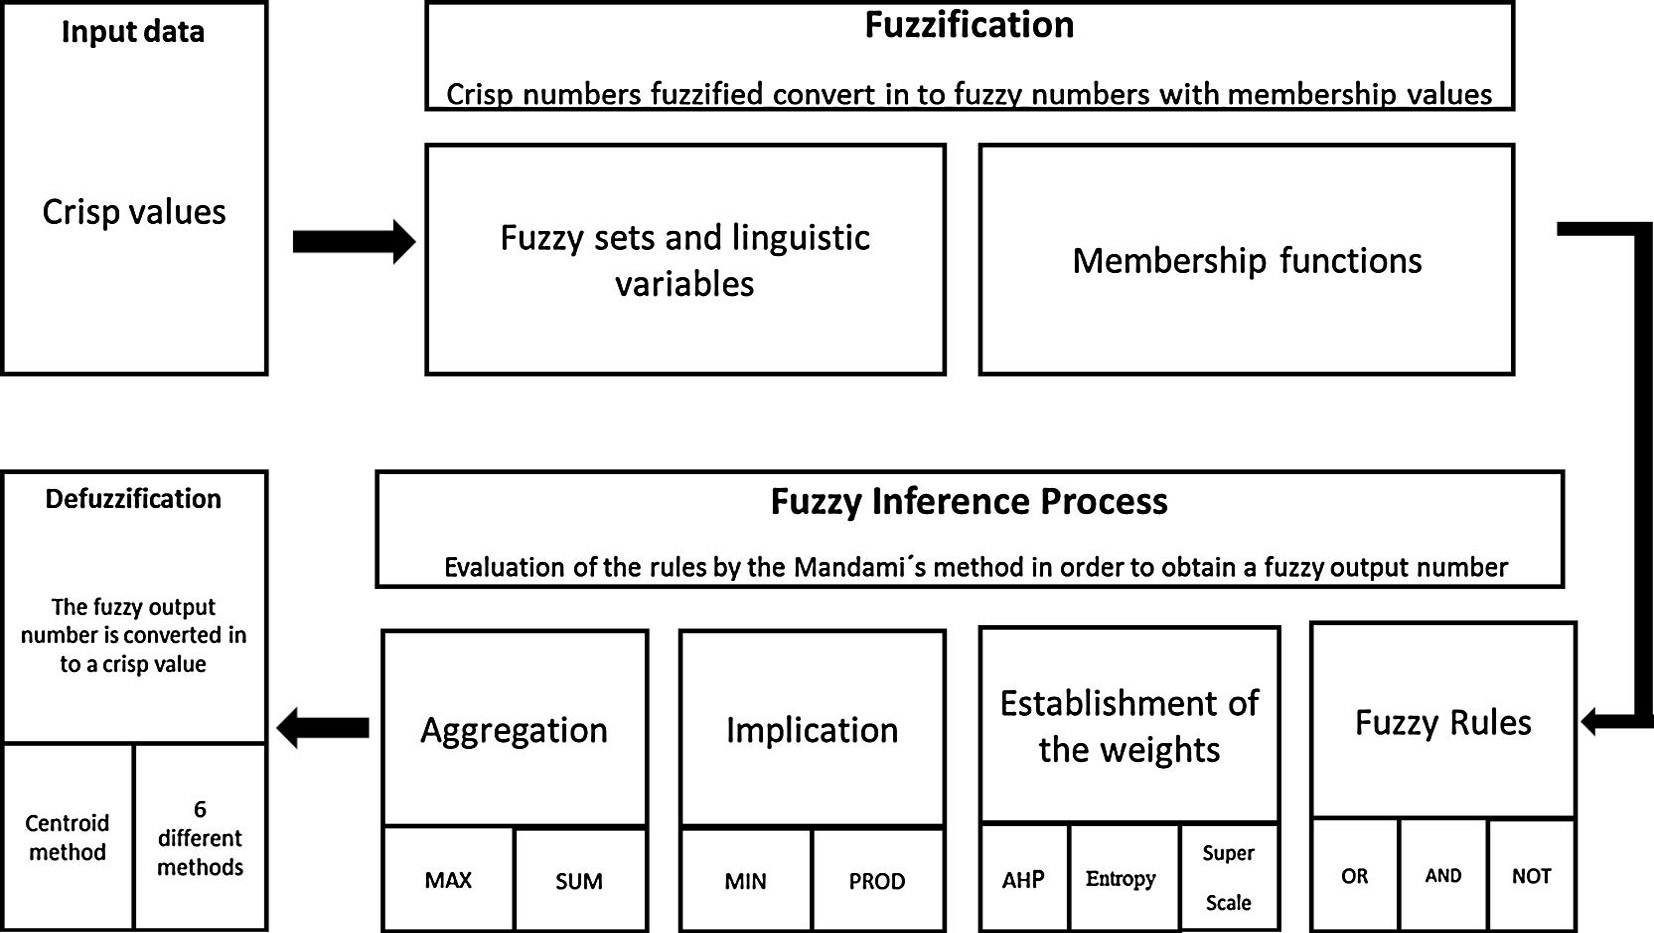 Input data
Crisp values
Fuzzification
Crisp numbers fuzzified convert in to fuzzy numbers with membership values
Fuzzy sets and linguistic
variables
Membership functions
Defuzzification
The fuzzy output
number is converted in
to a crisp value
Centroid
method
6
different
methods
Fuzzy Inference Process
Evaluation of the rules by the Mandami´s method in order to obtain a fuzzy output number
Aggregation
MAX
SUM
Implication
MIN
PROD
Establishment of
the weights
AHP
Entropy
Super
Scale
Fuzzy Rules
OR
AND
NOT